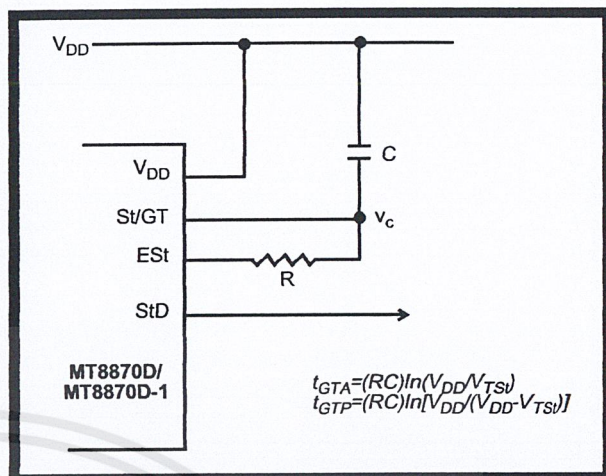 VDD
VDD
C
St/GT
vc
ESt
R
StD
MT8870D/
MT8870D-1
tGTA=(RC)ln(VDD/VTSt)
tGTP=(RC)ln[VDD/(VDD-VTSt)]